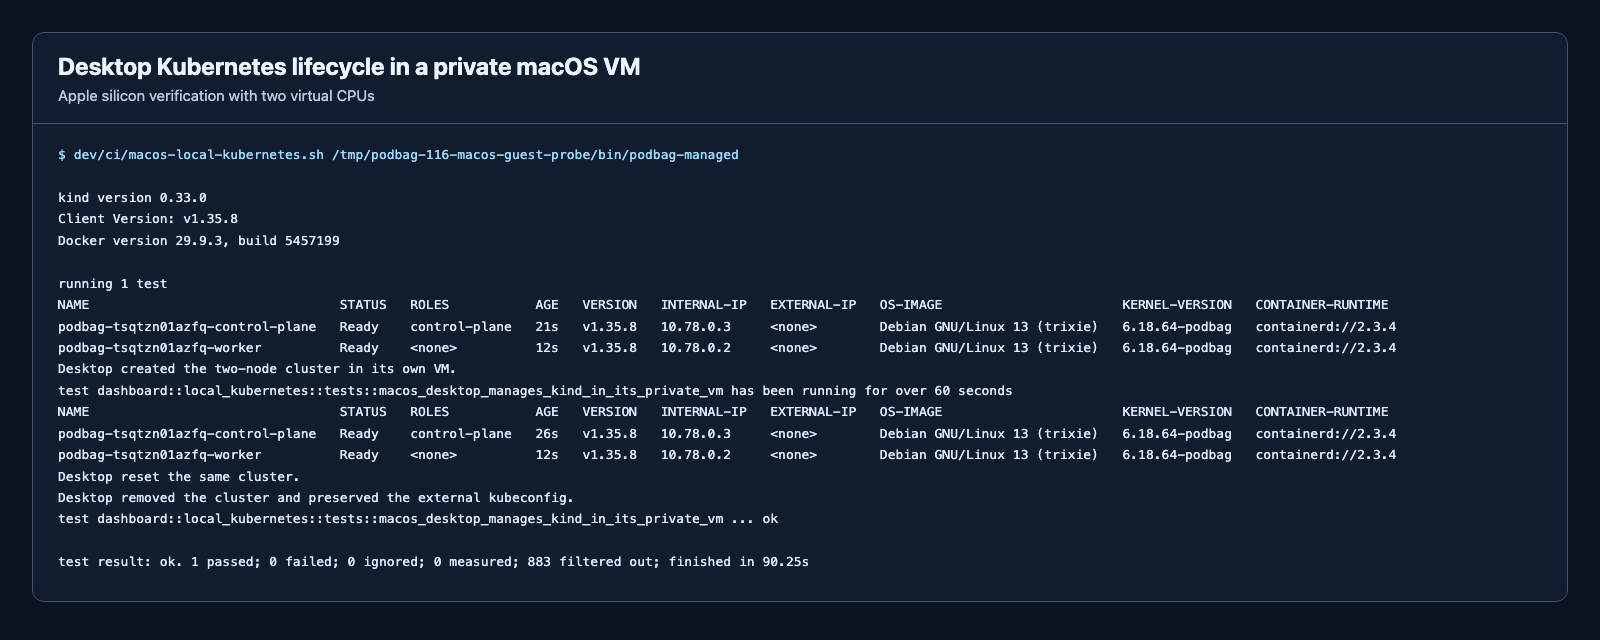 Desktop Kubernetes lifecycle in a private macOS VM
Apple silicon verification with two virtual CPUs
$ dev/ci/macos-local-kubernetes.sh /tmp/podbag-116-macos-guest-probe/bin/podbag-managed
kind version 0.33.0
Client Version: v1.35.8
Docker version 29.9.3, build 5457199
running 1 test
NAME STATUS ROLES AGE VERSION INTERNAL-IP EXTERNAL-IP OS-IMAGE KERNEL-VERSION CONTAINER-RUNTIME
podbag-tsqtzn01azfq-control-plane Ready control-plane 21s v1.35.8 10.78.0.3 <none> Debian GNU/Linux 13 (trixie) 6.18.64-podbag containerd://2.3.4
podbag-tsqtzn01azfq-worker Ready <none> 12s v1.35.8 10.78.0.2 <none> Debian GNU/Linux 13 (trixie) 6.18.64-podbag containerd://2.3.4
Desktop created the two-node cluster in its own VM.
test dashboard::local_kubernetes::tests::macos_desktop_manages_kind_in_its_private_vm has been running for over 60 seconds
NAME STATUS ROLES AGE VERSION INTERNAL-IP EXTERNAL-IP OS-IMAGE KERNEL-VERSION CONTAINER-RUNTIME
podbag-tsqtzn01azfq-control-plane Ready control-plane 26s v1.35.8 10.78.0.3 <none> Debian GNU/Linux 13 (trixie) 6.18.64-podbag containerd://2.3.4
podbag-tsqtzn01azfq-worker Ready <none> 12s v1.35.8 10.78.0.2 <none> Debian GNU/Linux 13 (trixie) 6.18.64-podbag containerd://2.3.4
Desktop reset the same cluster.
Desktop removed the cluster and preserved the external kubeconfig.
test dashboard::local_kubernetes::tests::macos_desktop_manages_kind_in_its_private_vm ... ok
test result: ok. 1 passed; 0 failed; 0 ignored; 0 measured; 883 filtered out; finished in 90.25s